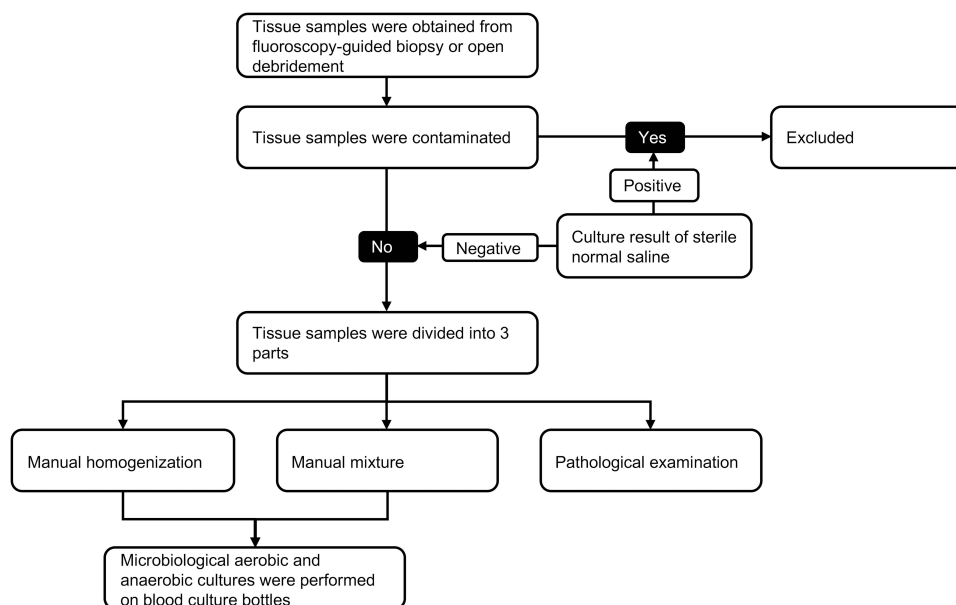 Tissue samples were obtained from
fluoroscopy-guided biopsy or open
debridement
Tissue samples were contaminated
Yes
Excluded
Positive
Culture result of sterile
normal saline
Negative
No
Tissue samples were divided into 3
parts
Manual homogenization
Manual mixture
Pathological examination
Microbiological aerobic and
anaerobic cultures were performed
on blood culture bottles